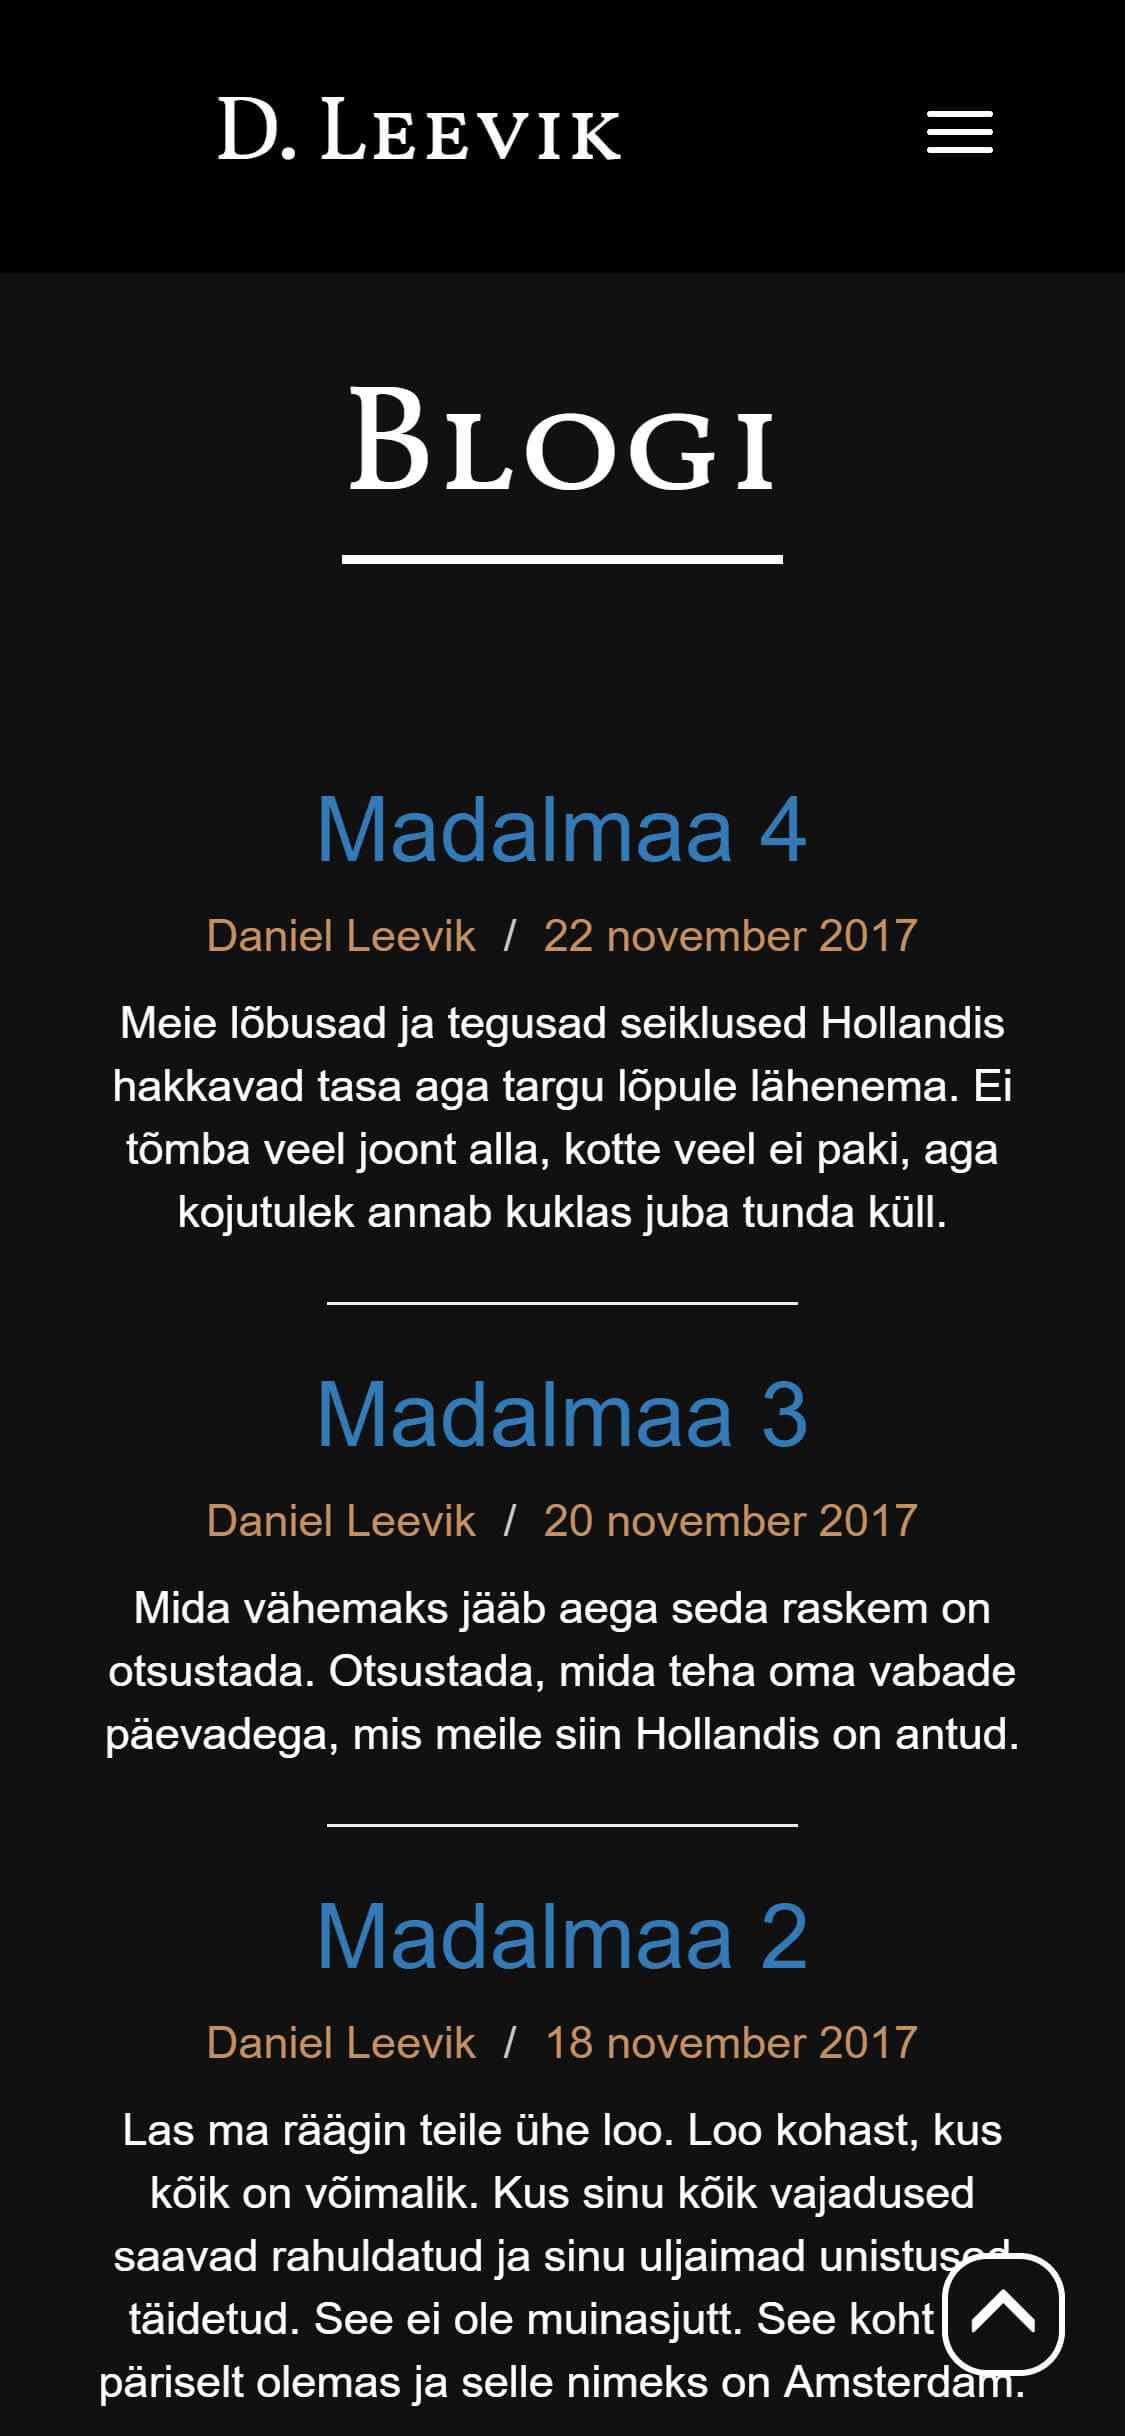 D. Leevik
Blogi
Madalmaa 4
Daniel Leevik / 22 november 2017
Meie lõbusad ja tegusad seiklused Hollandis
hakkavad tasa aga targu lõpule lähenema. Ei
tõmba veel joont alla, kotte veel ei paki, aga
kojutulek annab kuklas juba tunda küll.
Madalmaa 3
Daniel Leevik / 20 november 2017
Mida vähemaks jääb aega seda raskem on
otsustada. Otsustada, mida teha oma vabade
päevadega, mis meile siin Hollandis on antud.
Madalmaa 2
Daniel Leevik / 18 november 2017
Las ma räägin teile ühe loo. Loo kohast, kus
kõik on võimalik. Kus sinu kõik vajadused
saavad rahuldatud ja sinu uljaimad unistused
täidetud. See ei ole muinasjutt. See koht
päriselt olemas ja selle nimeks on Amsterdam.